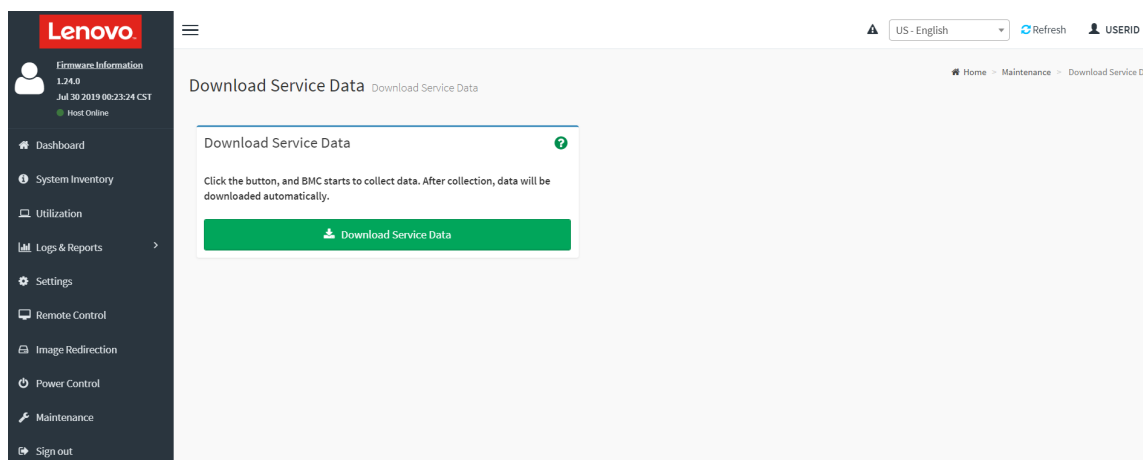 Lenovo
Firmware Information
1.24.0
Jul 30 2019 00:23:24 CST
Host Online
Dashboard
System Inventory
Utilization
Logs & Reports
Settings
Remote Control
Image Redirection
Power Control
Maintenance
Sign out
US - English
Refresh
USERID
Download Service Data Download Service Data
Home > Maintenance > Download Service D
Download Service Data
Click the button, and BMC starts to collect data. After collection, data will be
downloaded automatically.
Download Service Data